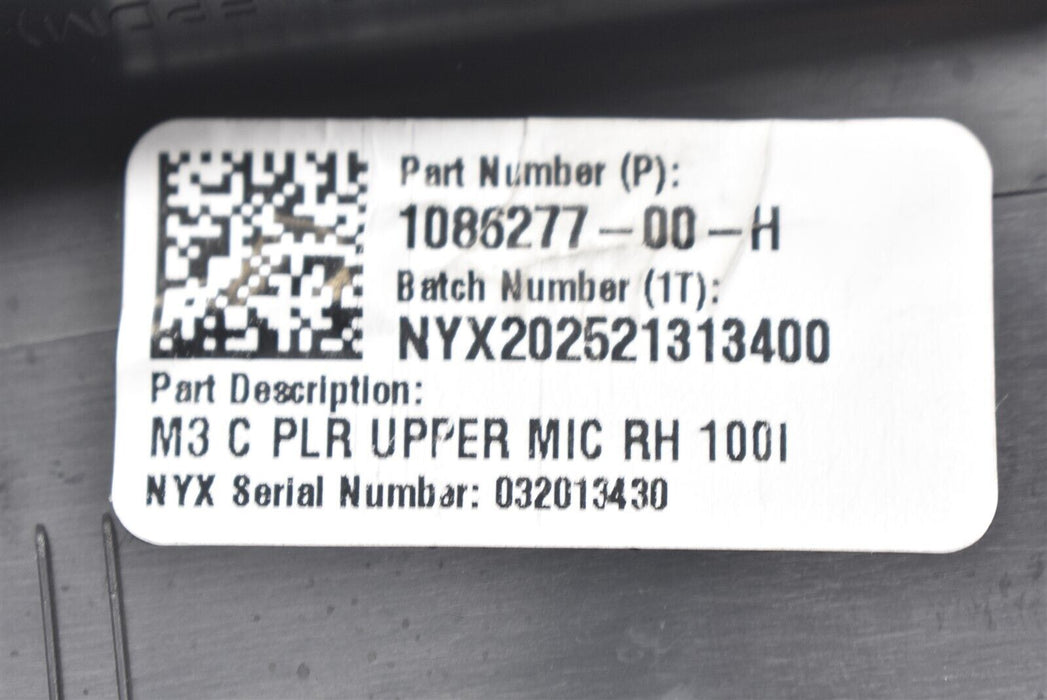 Part Number (P):
1086277-00-H
Batch Number (1T):
NYX202521313400
Part Description:
M3 C PLR UPPER MIC RH 100I
NYX Serial Number: 032013430